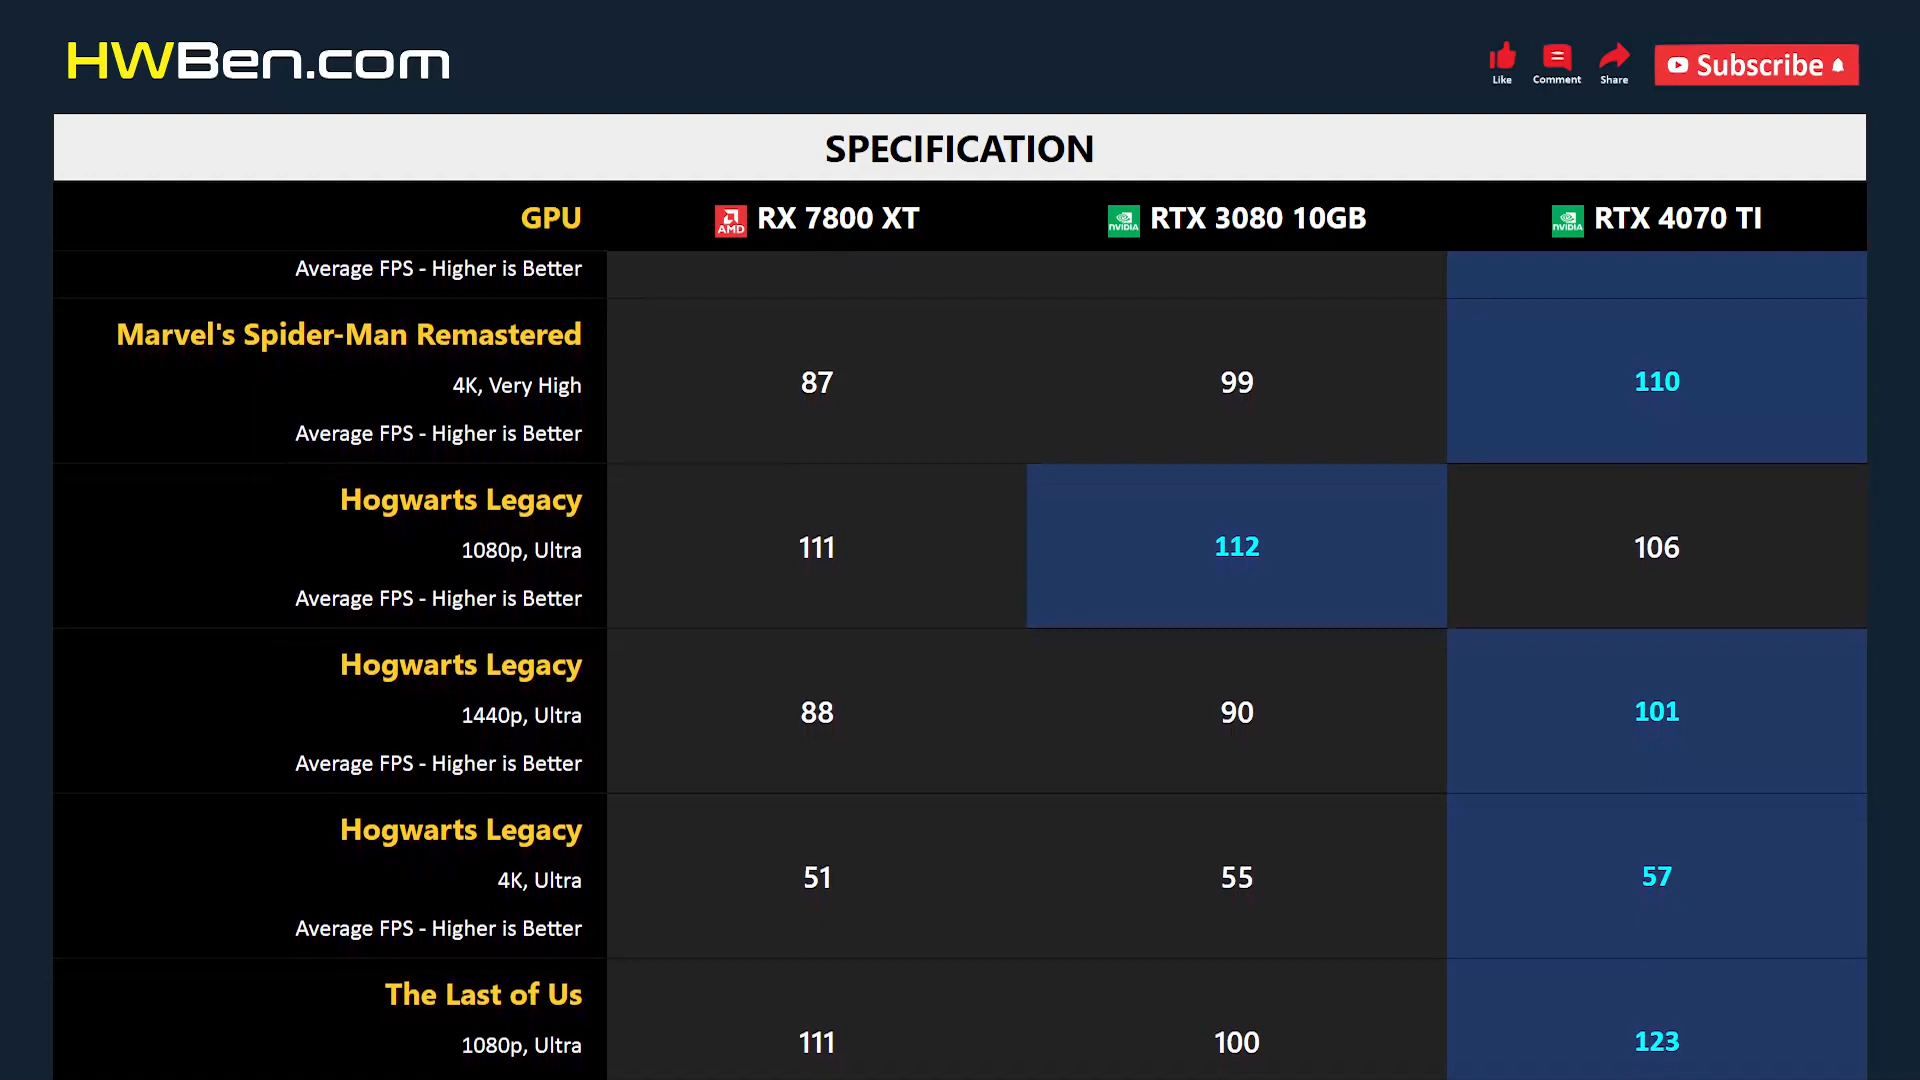 HWBen.com
Like Comment Share Subscribe
SPECIFICATION
GPU AMD RX 7800 XT NVIDIA RTX 3080 10GB NVIDIA RTX 4070 TI
Average FPS - Higher is Better
Marvel's Spider-Man Remastered
4K, Very High 87 99 110
Average FPS - Higher is Better
Hogwarts Legacy
1080p, Ultra 111 112 106
Average FPS - Higher is Better
Hogwarts Legacy
1440p, Ultra 88 90 101
Average FPS - Higher is Better
Hogwarts Legacy
4K, Ultra 51 55 57
Average FPS - Higher is Better
The Last of Us
1080p, Ultra 111 100 123